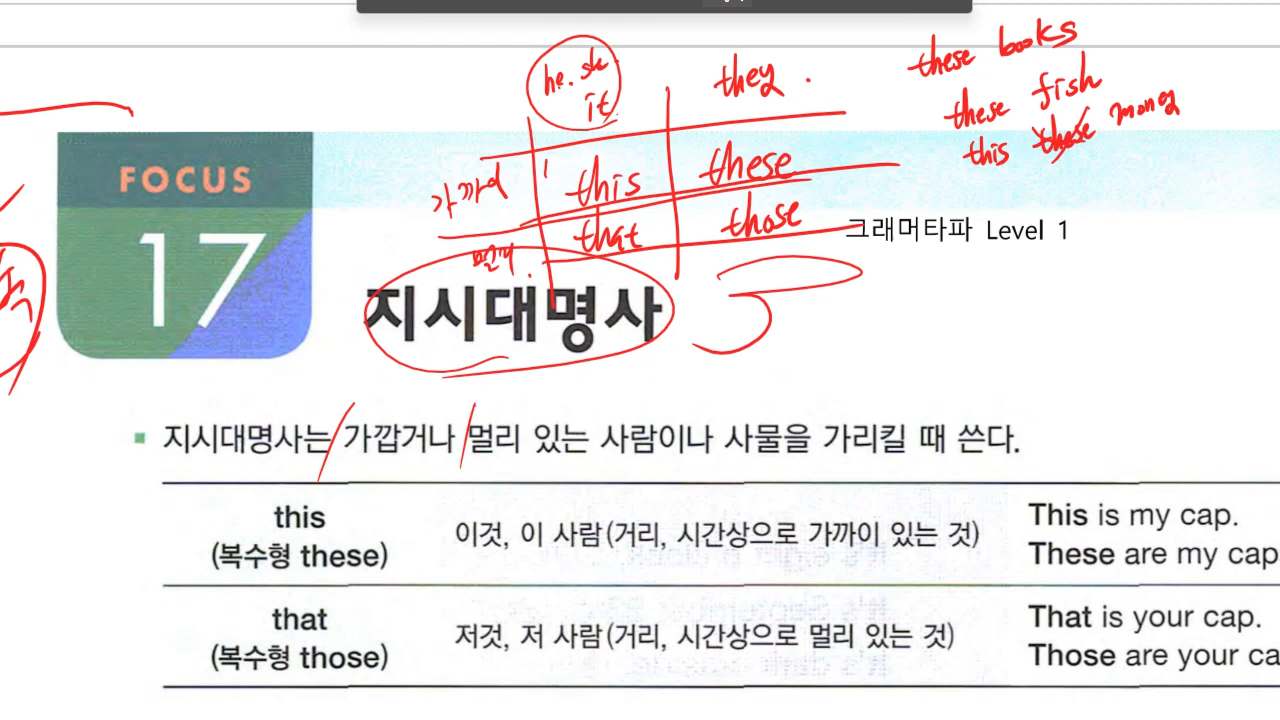 he. she
it
they.
these books
these fish
this these money
가까이
this
these
멀리.
that
those
FOCUS
17
크래머타파 Level 1
지시대명사
지시대명사는 가깝거나 멀리 있는 사람이나 사물을 가리킬 때 쓴다.
this
(복수형 these)
이것, 이 사람(거리, 시간상으로 가까이 있는 것)
This is my cap.
These are my cap
that
(복수형 those)
저것, 저 사람(거리, 시간상으로 멀리 있는 것)
That is your cap.
Those are your ca